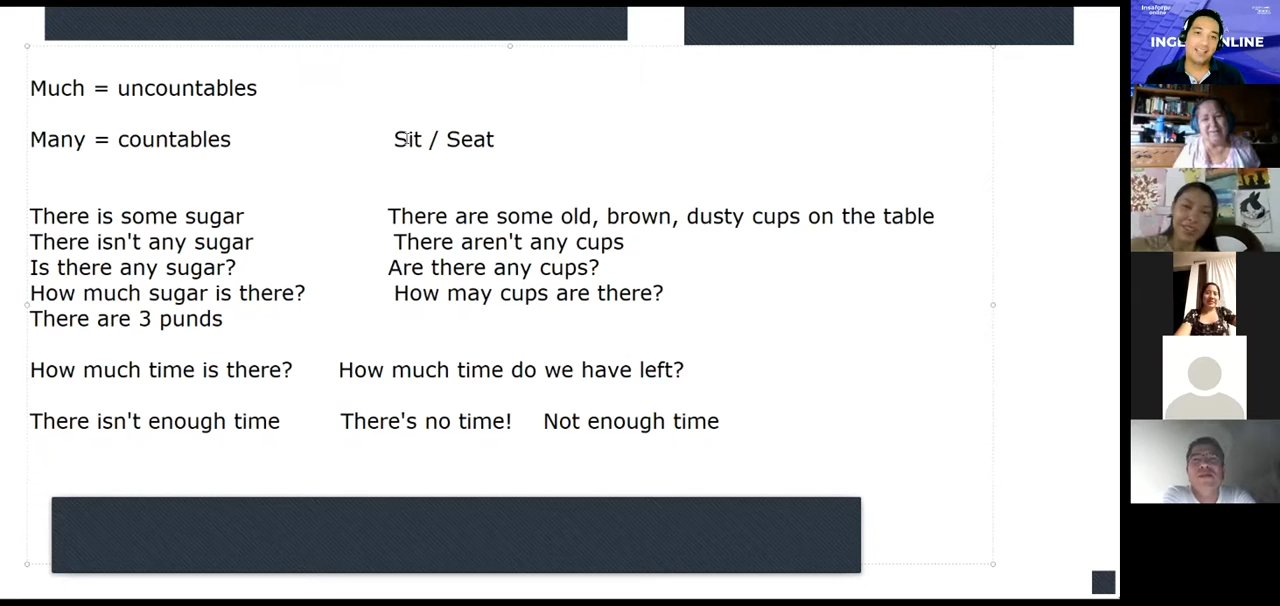 Much = uncountables
Many = countables
Sit / Seat
There is some sugar
There isn't any sugar
Is there any sugar?
How much sugar is there?
There are 3 punds
There are some old, brown, dusty cups on the table
There aren't any cups
Are there any cups?
How may cups are there?
How much time is there?
How much time do we have left?
There isn't enough time
There's no time!
Not enough time
Insaforp
online
INGL NLINE